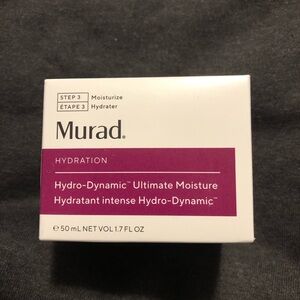 STEP 3 Moisturize
ÉTAPE 3 Hydrater
Murad.
HYDRATION
Hydro-Dynamic™ Ultimate Moisture
Hydratant intense Hydro-Dynamic™
℮ 50 mL NET VOL 1.7 FL OZ